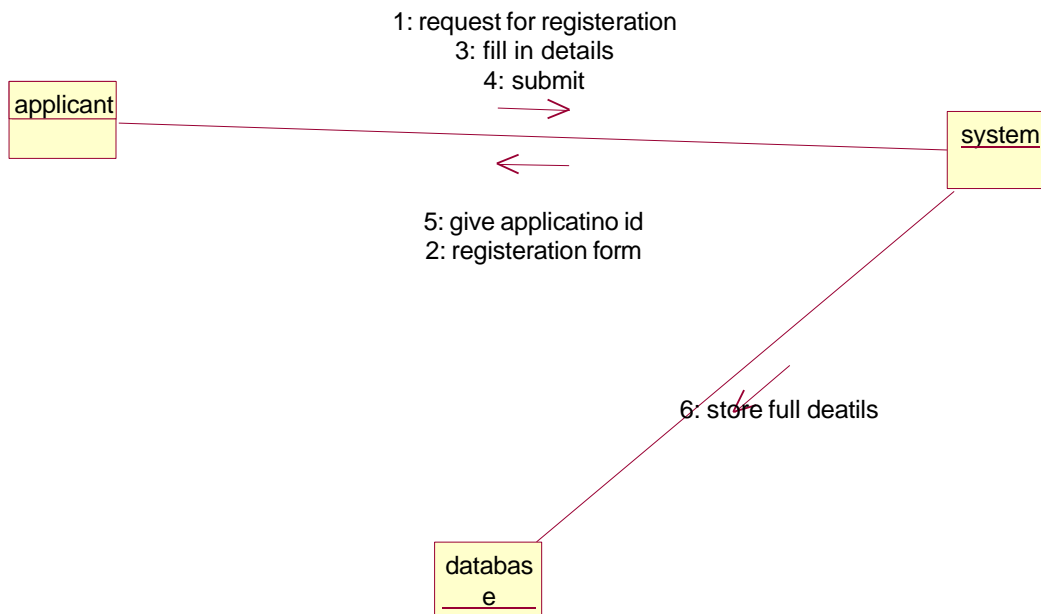 1: request for registeration
3: fill in details
4: submit
applicant
system
5: give applicatino id
2: registeration form
6: store full deatils
databas
e